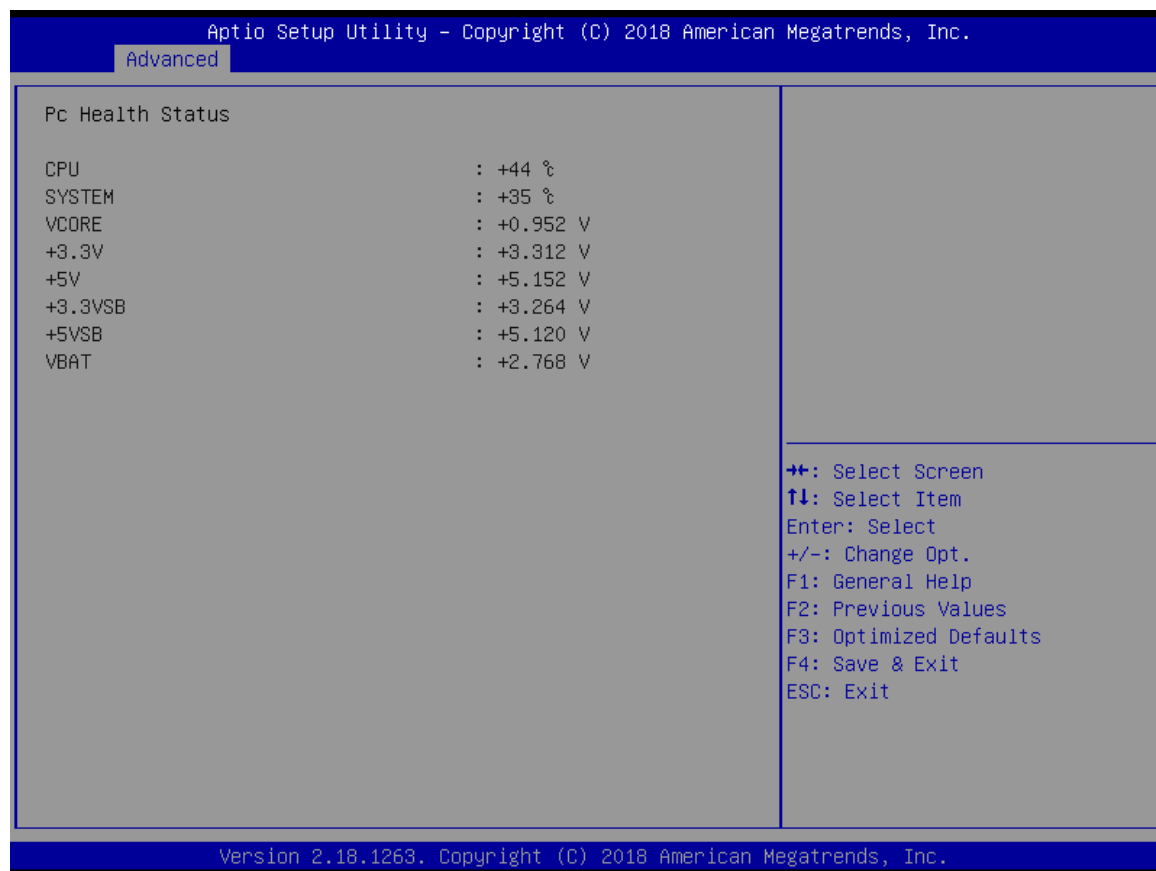 Aptio Setup Utility – Copyright (C) 2018 American Megatrends, Inc.
Advanced
Pc Health Status
CPU : +44 ℃
SYSTEM : +35 ℃
VCORE : +0.952 V
+3.3V : +3.312 V
+5V : +5.152 V
+3.3VSB : +3.264 V
+5VSB : +5.120 V
VBAT : +2.768 V
→←: Select Screen
↑↓: Select Item
Enter: Select
+/-: Change Opt.
F1: General Help
F2: Previous Values
F3: Optimized Defaults
F4: Save & Exit
ESC: Exit
Version 2.18.1263. Copyright (C) 2018 American Megatrends, Inc.